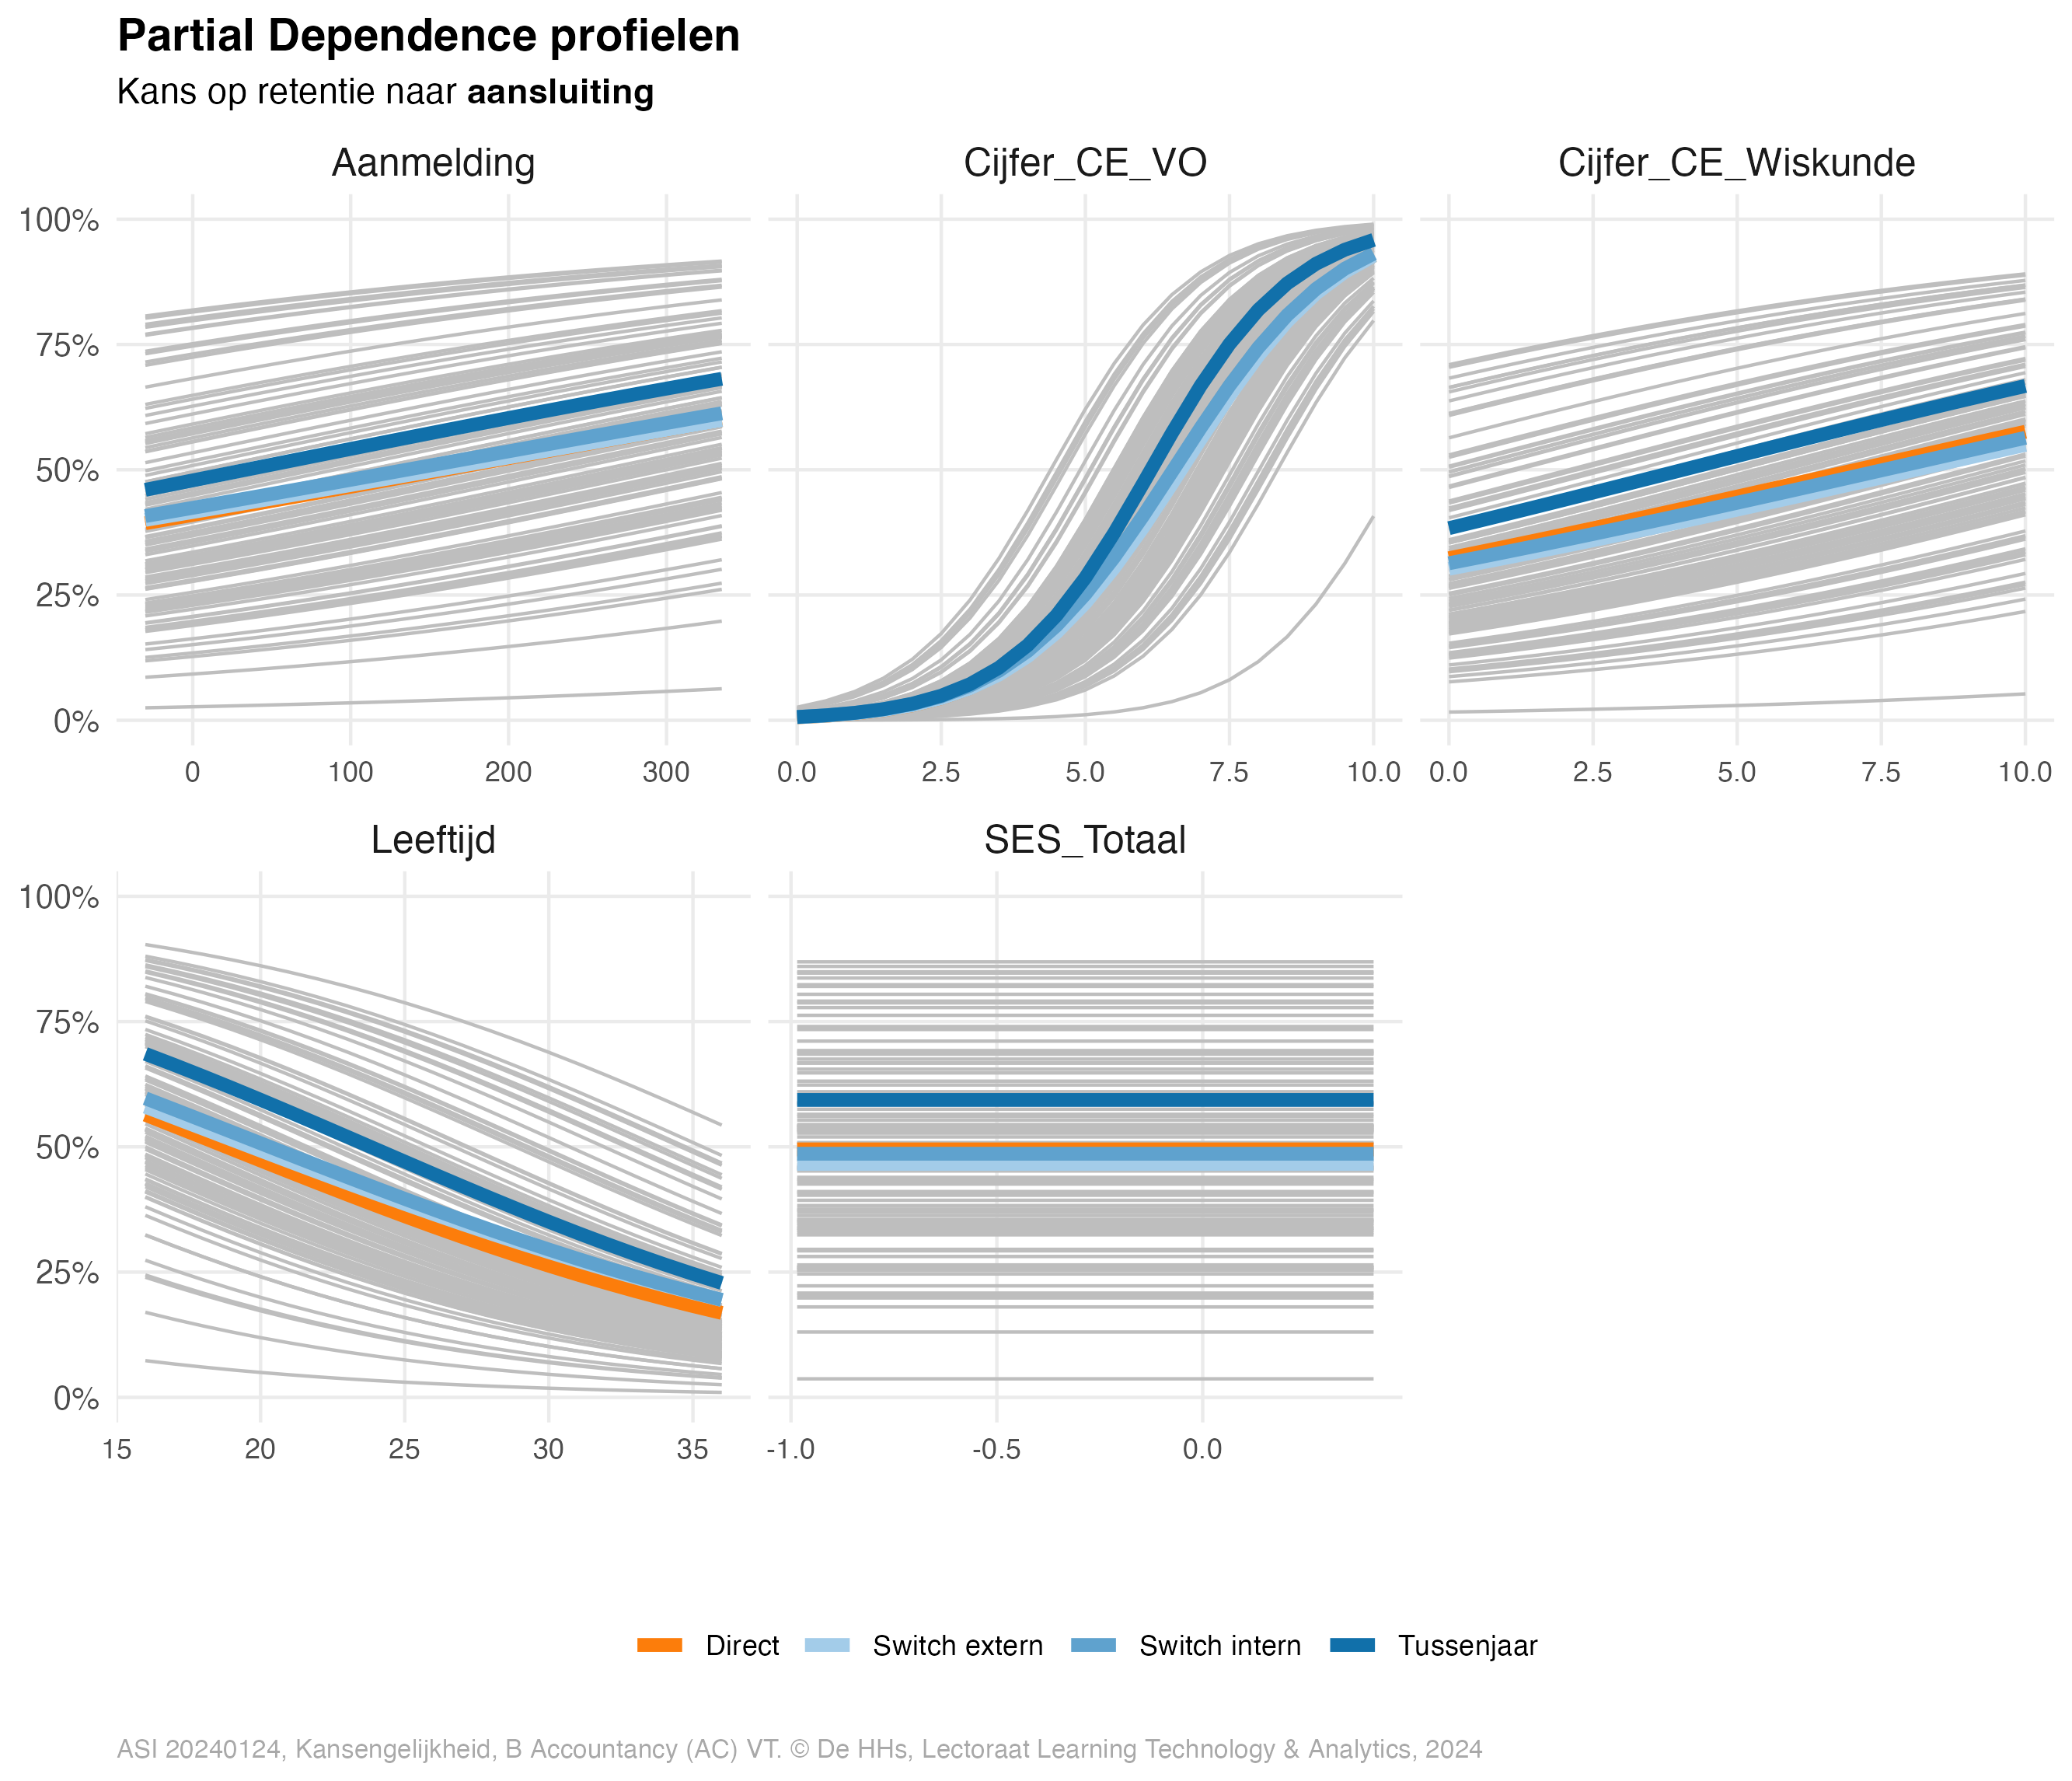 Partial Dependence profielen
Kans op retentie naar aansluiting
Aanmelding
Cijfer_CE_VO
Cijfer_CE_Wiskunde
100%
75%
50%
25%
0%
0 100 200 300
0.0 2.5 5.0 7.5 10.0
0.0 2.5 5.0 7.5 10.0
Leeftijd
SES_Totaal
100%
75%
50%
25%
0%
15 20 25 30 35
-1.0 -0.5 0.0
Direct Switch extern Switch intern Tussenjaar
ASI 20240124, Kansengelijkheid, B Accountancy (AC) VT. © De HHs, Lectoraat Learning Technology & Analytics, 2024